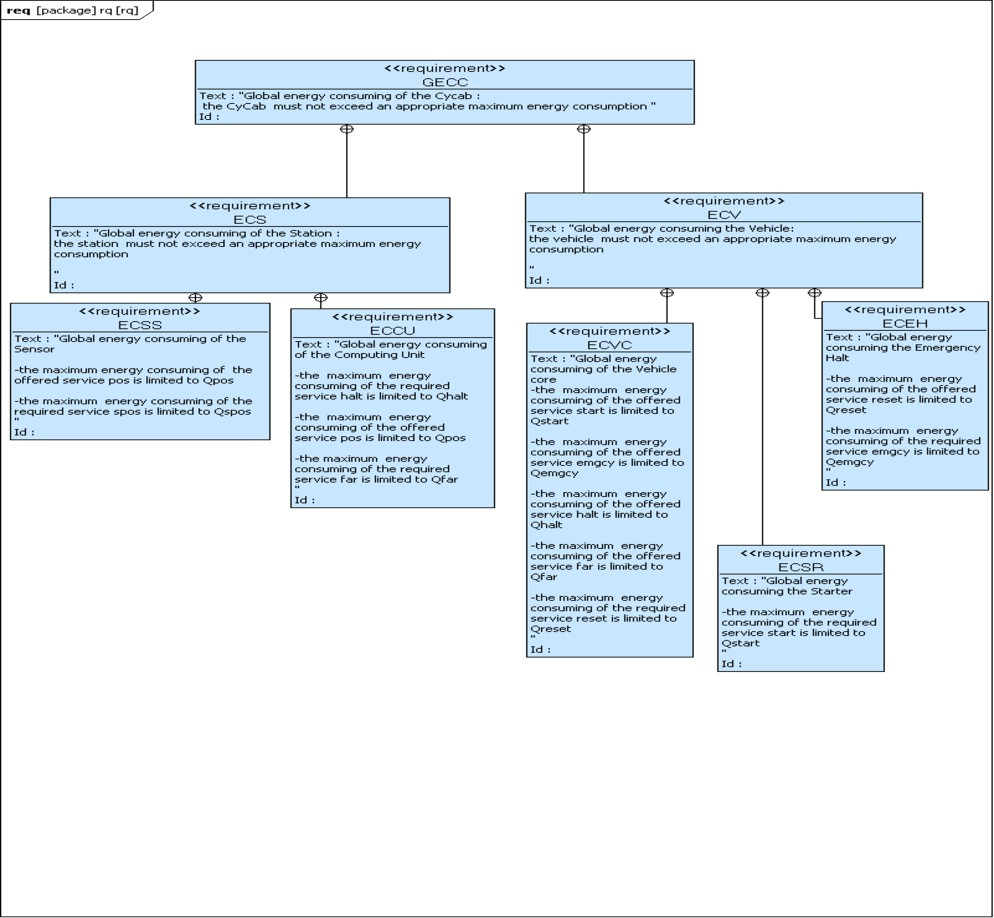 req [package] rq [rq]
<<requirement>>
GECC
Text : "Global energy consuming of the Cycab :
the CyCab must not exceed an appropriate maximum energy consumption "
Id :
<<requirement>>
ECS
Text : "Global energy consuming of the Station :
the station must not exceed an appropriate maximum energy
consumption
"
Id :
<<requirement>>
ECV
Text : "Global energy consuming the Vehicle:
the vehicle must not exceed an appropriate maximum energy
consumption
"
Id :
<<requirement>>
ECSS
Text : "Global energy consuming of the
Sensor
-the maximum energy consuming of the
offered service pos is limited to Qpos
-the maximum energy consuming of the
required service spos is limited to Qspos
"
Id :
<<requirement>>
ECCU
Text : "Global energy consuming
of the Computing Unit
-the maximum energy
consuming of the required
service halt is limited to Qhalt
-the maximum energy
consuming of the offered
service pos is limited to Qpos
-the maximum energy
consuming of the required
service far is limited to Qfar
"
Id :
<<requirement>>
ECVC
Text : "Global energy
consuming of the Vehicle
core
-the maximum energy
consuming of the offered
service start is limited to
Qstart
-the maximum energy
consuming of the offered
service emgcy is limited to
Qemgcy
-the maximum energy
consuming of the offered
service halt is limited to
Qhalt
-the maximum energy
consuming of the offered
service far is limited to
Qfar
-the maximum energy
consuming of the required
service reset is limited to
Qreset
"
Id :
<<requirement>>
ECEH
Text : "Global energy
consuming the Emergency
Halt
-the maximum energy
consuming of the offered
service reset is limited to
Qreset
-the maximum energy
consuming of the required
service emgcy is limited to
Qemgcy
"
Id :
<<requirement>>
ECSR
Text : "Global energy
consuming the Starter
-the maximum energy
consuming of the required
service start is limited to
Qstart
"
Id :